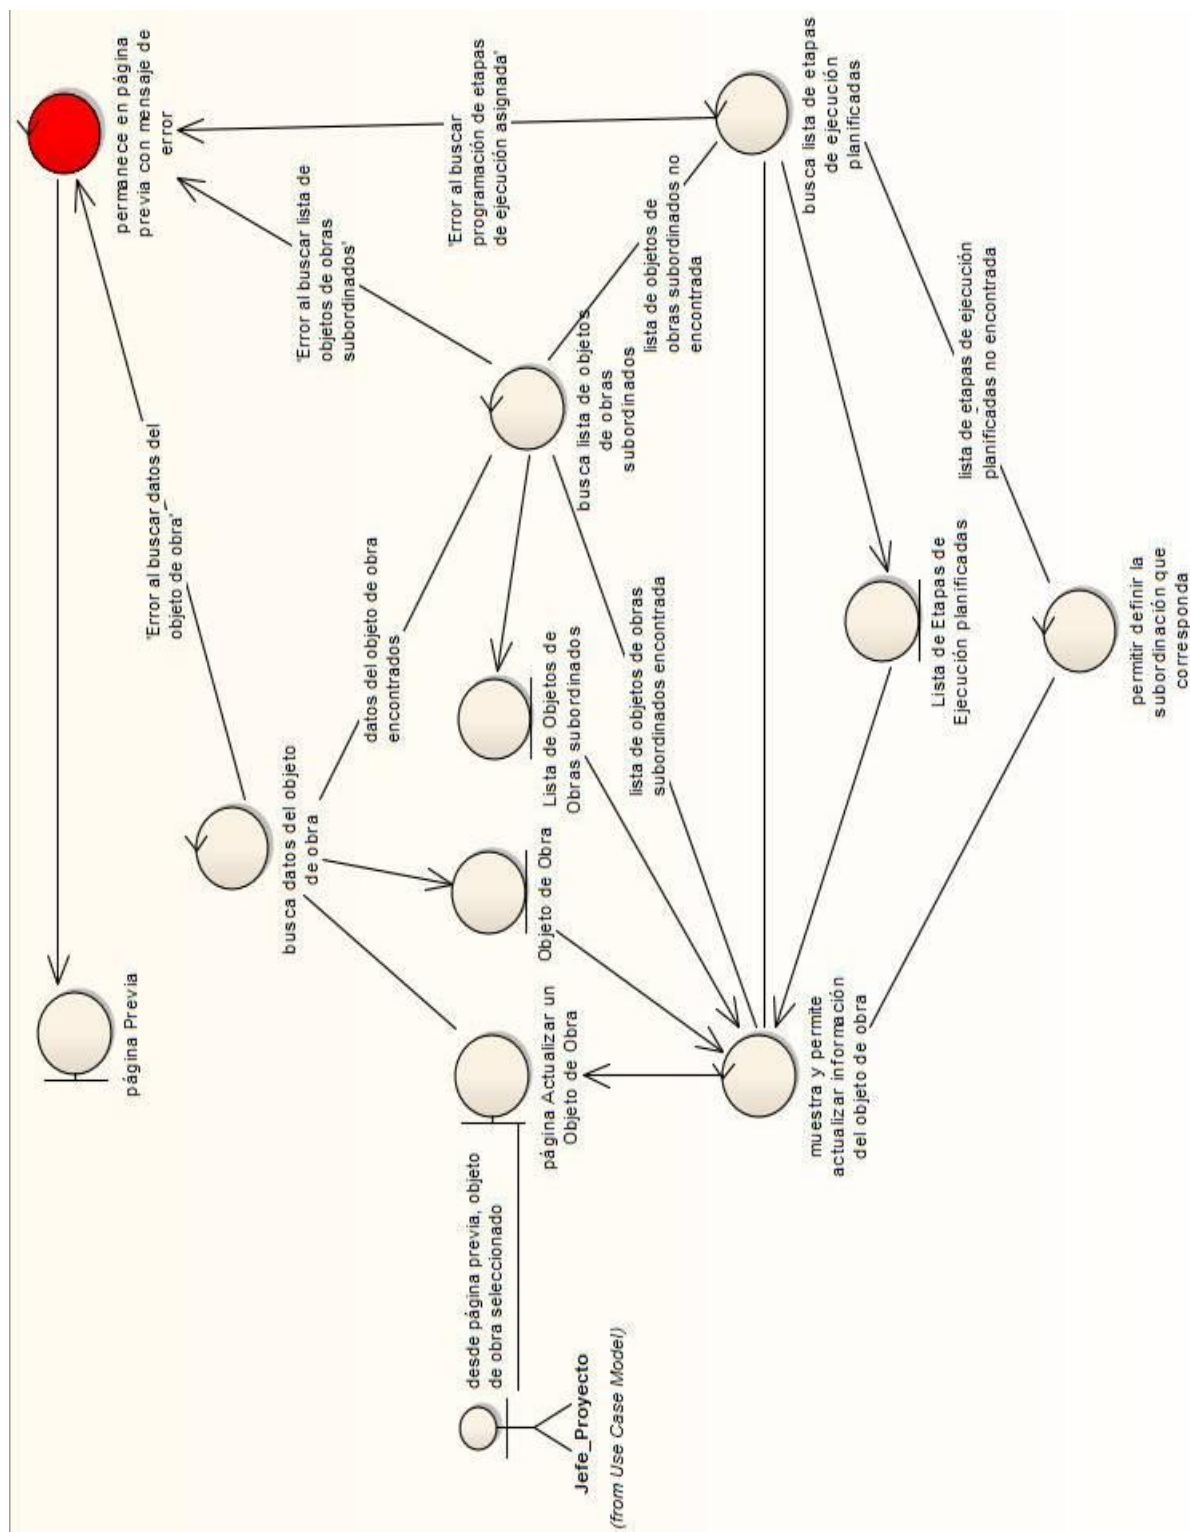 página Previa
permanece en página
previa con mensaje de
error
"Error al buscar datos del
objeto de obra"
busca datos del objeto
de obra
datos del objeto de obra
encontrados
"Error al buscar lista de
objetos de obras
subordinados"
"Error al buscar
programación de etapas
de ejecución asignada"
desde página previa, objeto
de obra seleccionado
Jefe_Proyecto
(from Use Case Model)
página Actualizar un
Objeto de Obra
Objeto de Obra
Lista de Objetos de
Obras subordinados
busca lista de objetos
de obras
subordinados
lista de objetos de obras
subordinados encontrada
lista de objetos de
obras subordinados no
encontrada
muestra y permite
actualizar información
del objeto de obra
busca lista de etapas
de ejecución
planificadas
Lista de Etapas de
Ejecución planificadas
lista de etapas de ejecución
planificadas no encontrada
permitir definir la
subordinación que
corresponda